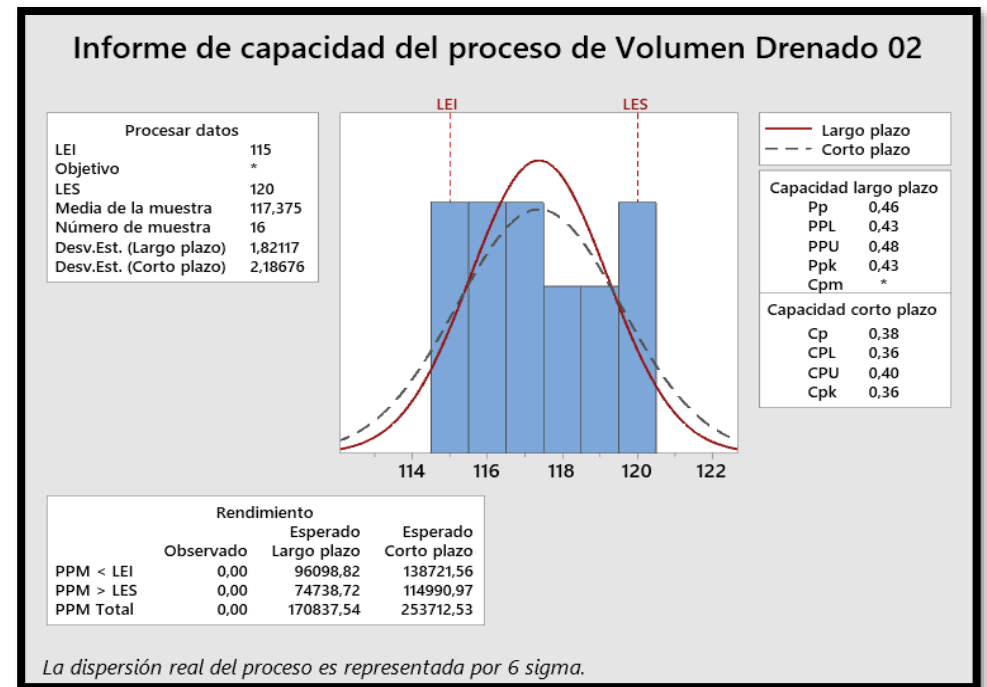 Informe de capacidad del proceso de Volumen Drenado 02
LEI LES
Procesar datos
LEI 115
Objetivo *
LES 120
Media de la muestra 117,375
Número de muestra 16
Desv.Est. (Largo plazo) 1,82117
Desv.Est. (Corto plazo) 2,18676
Largo plazo
Corto plazo
Capacidad largo plazo
Pp 0,46
PPL 0,43
PPU 0,48
Ppk 0,43
Cpm *
Capacidad corto plazo
Cp 0,38
CPL 0,36
CPU 0,40
Cpk 0,36
114 116 118 120 122
Rendimiento
Esperado Esperado
Observado Largo plazo Corto plazo
PPM < LEI 0,00 96098,82 138721,56
PPM > LES 0,00 74738,72 114990,97
PPM Total 0,00 170837,54 253712,53
La dispersión real del proceso es representada por 6 sigma.